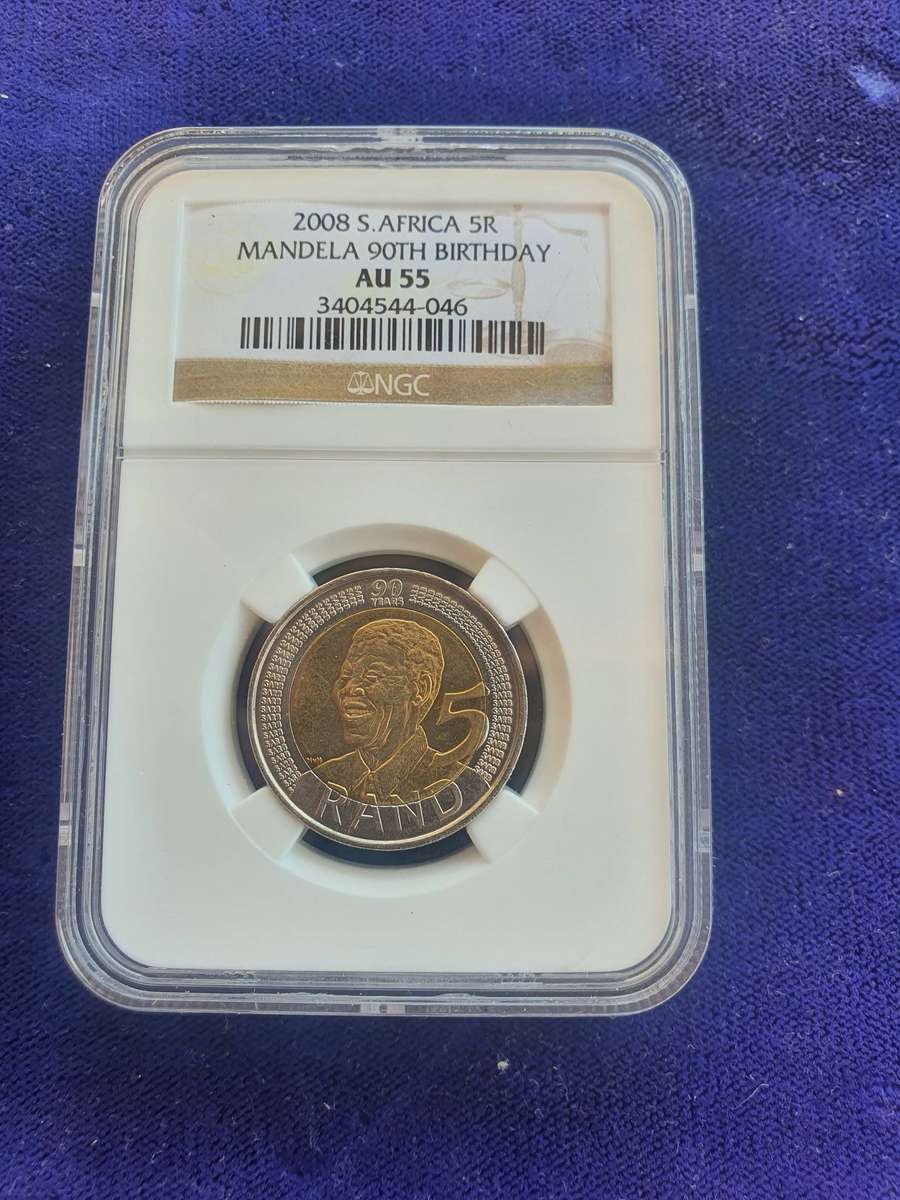 2008 S.AFRICA 5R
MANDELA 90TH BIRTHDAY
AU 55
3404544-046
NGC
90
YEARS
5
RAND